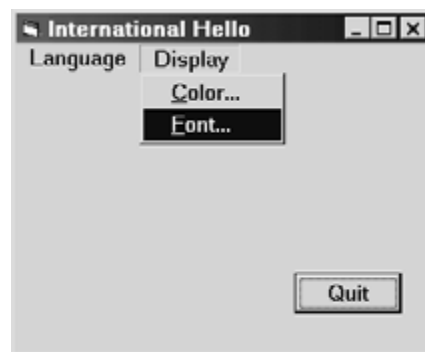 International Hello
Language Display
Color...
Font...
Quit